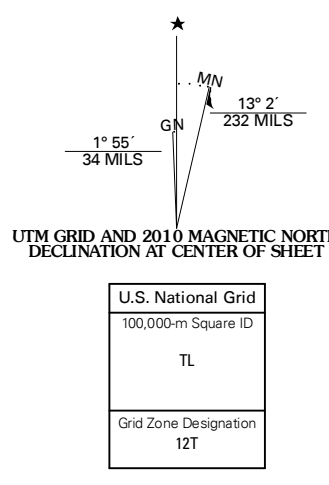 MN
GN
13° 2´
232 MILS
1° 55´
34 MILS
UTM GRID AND 2010 MAGNETIC NORT
DECLINATION AT CENTER OF SHEET
U.S. National Grid
100,000-m Square ID
TL
Grid Zone Designation
12T